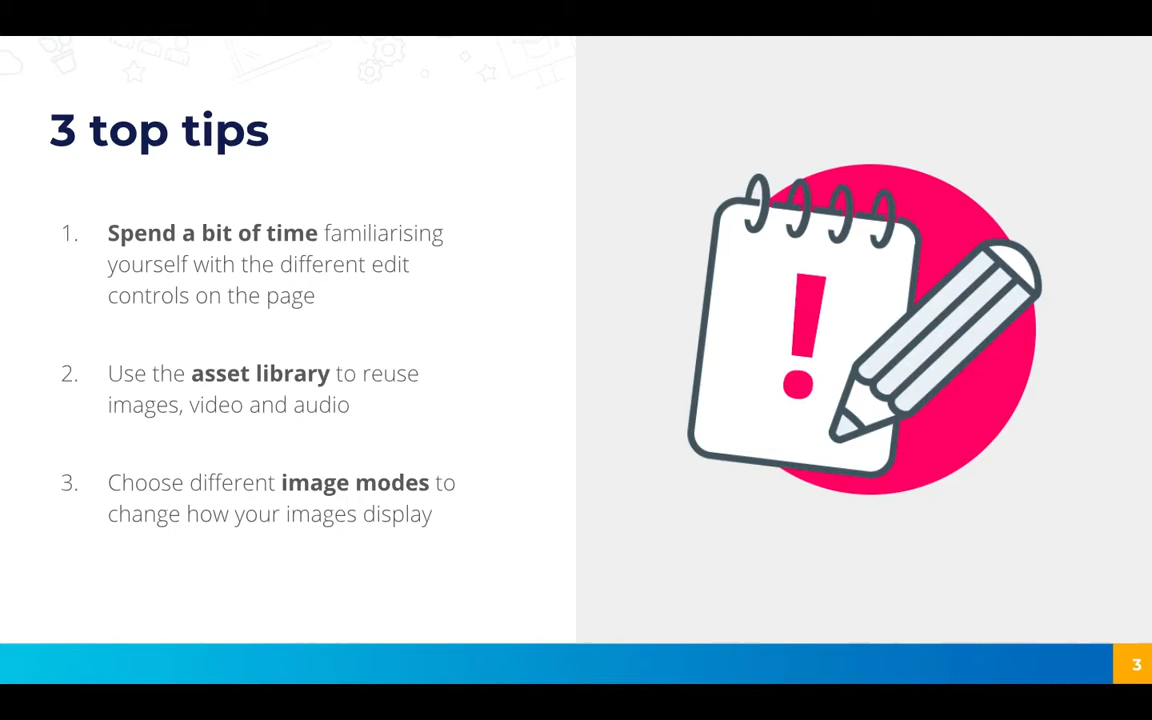 3 top tips
1. Spend a bit of time familiarising
yourself with the different edit
controls on the page
2. Use the asset library to reuse
images, video and audio
3. Choose different image modes to
change how your images display
!
3